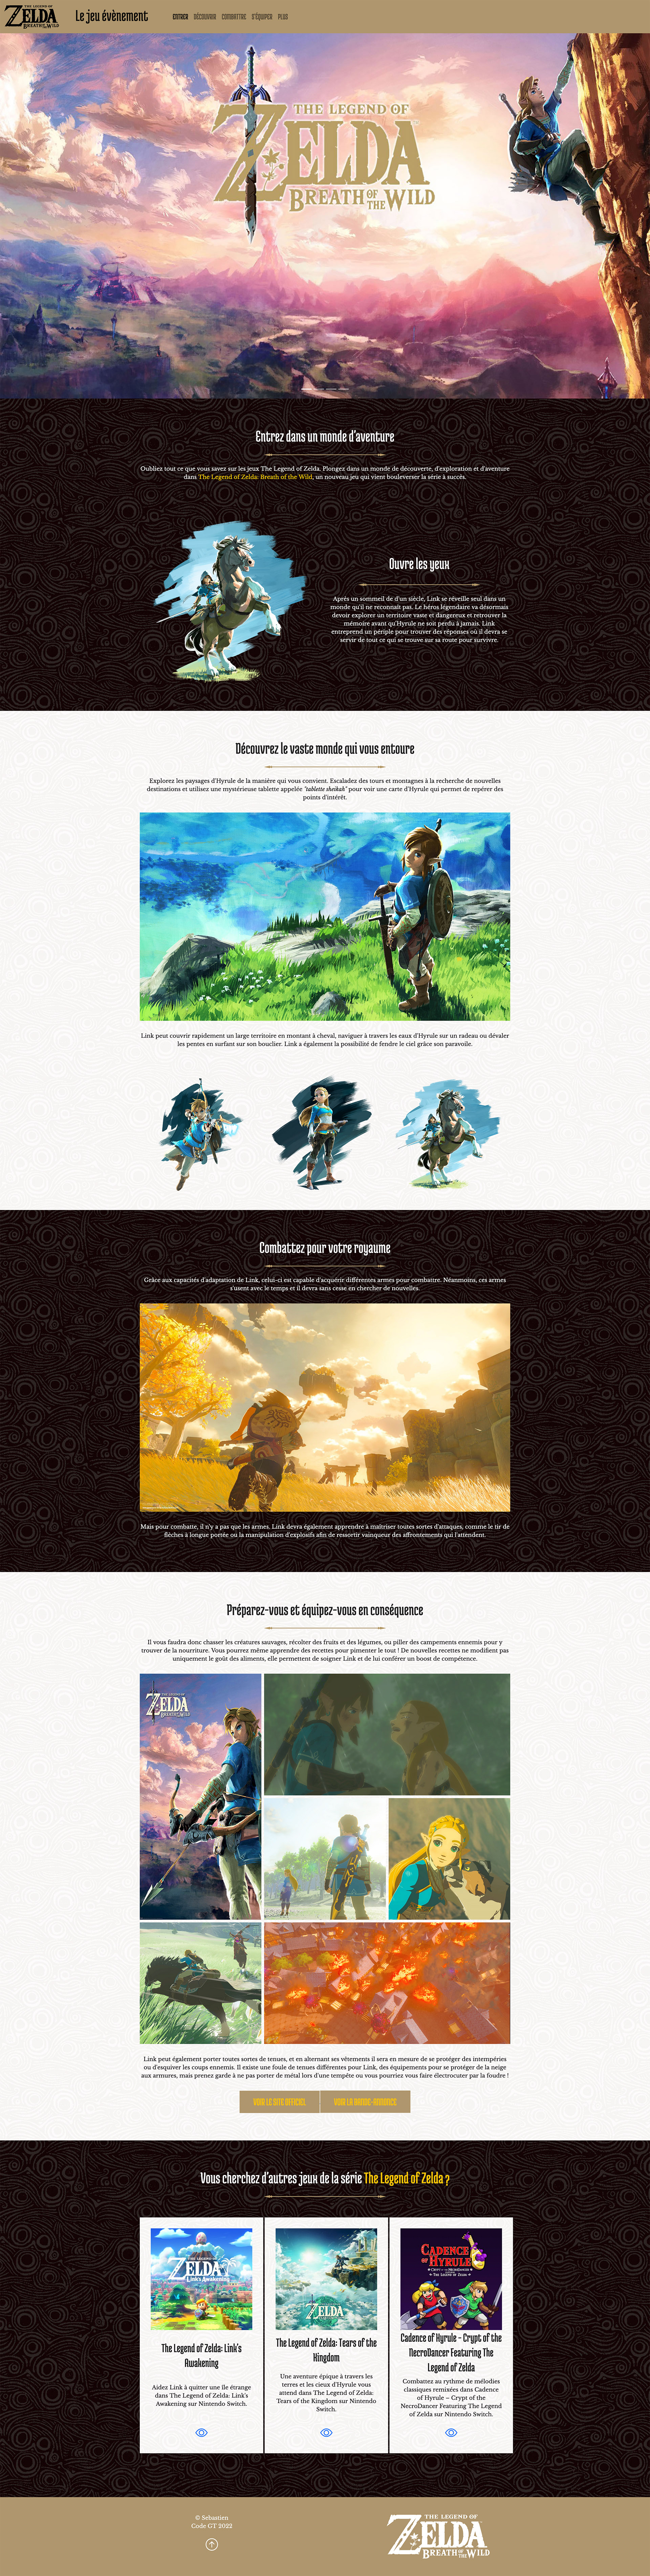 THE LEGEND OF
ZELDA
BREATH OF THE WILD
Le jeu évènement
ENTRER DÉCOUVRIR COMBATTRE S'ÉQUIPER PLUS
THE LEGEND OF
ZELDA
BREATH OF THE WILD
Entrez dans un monde d'aventure
Oubliez tout ce que vous savez sur les jeux The Legend of Zelda. Plongez dans un monde de découverte, d'exploration et d'aventure
dans The Legend of Zelda: Breath of the Wild, un nouveau jeu qui vient bouleverser la série à succès.
Ouvre les yeux
Après un sommeil de d'un siècle, Link se réveille seul dans un
monde qu'il ne reconnaît pas. Le héros légendaire va désormais
devoir explorer un territoire vaste et dangereux et retrouver la
mémoire avant qu'Hyrule ne soit perdu à jamais. Link
entreprend un périple pour trouver des réponses où il devra se
servir de tout ce qui se trouve sur sa route pour survivre.
Découvrez le vaste monde qui vous entoure
Explorez les paysages d'Hyrule de la manière qui vous convient. Escaladez des tours et montagnes à la recherche de nouvelles
destinations et utilisez une mystérieuse tablette appelée "tablette sheikah" pour voir une carte d'Hyrule qui permet de repérer des
points d'intérêt.
Link peut couvrir rapidement un large territoire en montant à cheval, naviguer à travers les eaux d'Hyrule sur un radeau ou dévaler
les pentes en surfant sur son bouclier. Link a également la possibilité de fendre le ciel grâce son paravoile.
Combattez pour votre royaume
Grâce aux capacités d'adaptation de Link, celui-ci est capable d'acquérir différentes armes pour combattre. Néanmoins, ces armes
s'usent avec le temps et il devra sans cesse en chercher de nouvelles.
Mais pour combatte, il n'y a pas que les armes. Link devra également apprendre à maîtriser toutes sortes d'attaques, comme le tir de
flèches à longue portée ou la manipulation d'explosifs afin de ressortir vainqueur des affrontements qui l'attendent.
Préparez-vous et équipez-vous en conséquence
Il vous faudra donc chasser les créatures sauvages, récolter des fruits et des légumes, ou piller des campements ennemis pour y
trouver de la nourriture. Vous pourrez même apprendre des recettes pour pimenter le tout ! De nouvelles recettes ne modifient pas
uniquement le goût des aliments, elle permettent de soigner Link et de lui conférer un boost de compétence.
THE LEGEND OF
ZELDA
BREATH OF THE WILD
Link peut également porter toutes sortes de tenues, et en alternant ses vêtements il sera en mesure de se protéger des intempéries
ou d'esquiver les coups ennemis. Il existe une foule de tenues différentes pour Link, des équipements pour se protéger de la neige
aux armures, mais prenez garde à ne pas porter de métal lors d'une tempête ou vous pourriez vous faire électrocuter par la foudre !
VOIR LE SITE OFFICIEL VOIR LA BANDE-ANNONCE
Vous cherchez d'autres jeux de la série The Legend of Zelda ?
THE LEGEND OF
ZELDA
Link's Awakening
The Legend of Zelda: Link's
Awakening
Aidez Link à quitter une île étrange
dans The Legend of Zelda: Link's
Awakening sur Nintendo Switch.
ZELDA
The Legend of Zelda: Tears of the
Kingdom
Une aventure épique à travers les
terres et les cieux d'Hyrule vous
attend dans The Legend of Zelda:
Tears of the Kingdom sur Nintendo
Switch.
CADENCE
OF HYRULE
CRYPT OF THE NECRODANCER
THE LEGEND OF ZELDA
Cadence of Hyrule - Crypt of the
NecroDancer Featuring The
Legend of Zelda
Combattez au rythme de mélodies
classiques remixées dans Cadence
of Hyrule – Crypt of the
NecroDancer Featuring The Legend
of Zelda sur Nintendo Switch.
© Sebastien
Code GT 2022
THE LEGEND OF
ZELDA
BREATH OF THE WILD